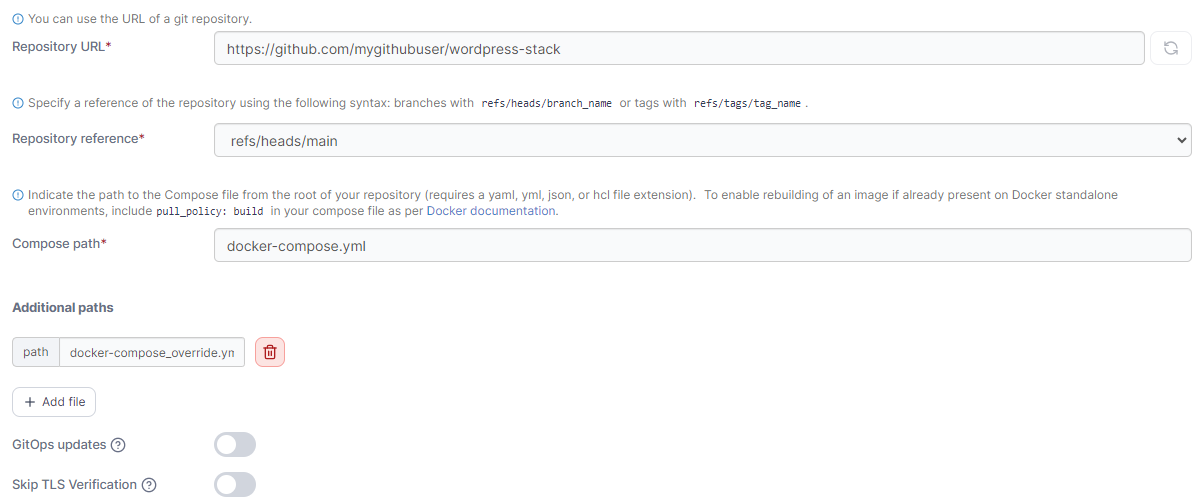 You can use the URL of a git repository.
Repository URL*
https://github.com/mygithubuser/wordpress-stack
Specify a reference of the repository using the following syntax: branches with refs/heads/branch_name or tags with refs/tags/tag_name.
Repository reference*
refs/heads/main
Indicate the path to the Compose file from the root of your repository (requires a yaml, yml, json, or hcl file extension). To enable rebuilding of an image if already present on Docker standalone
environments, include pull_policy: build in your compose file as per Docker documentation.
Compose path*
docker-compose.yml
Additional paths
path docker-compose_override.ym
+ Add file
GitOps updates
Skip TLS Verification